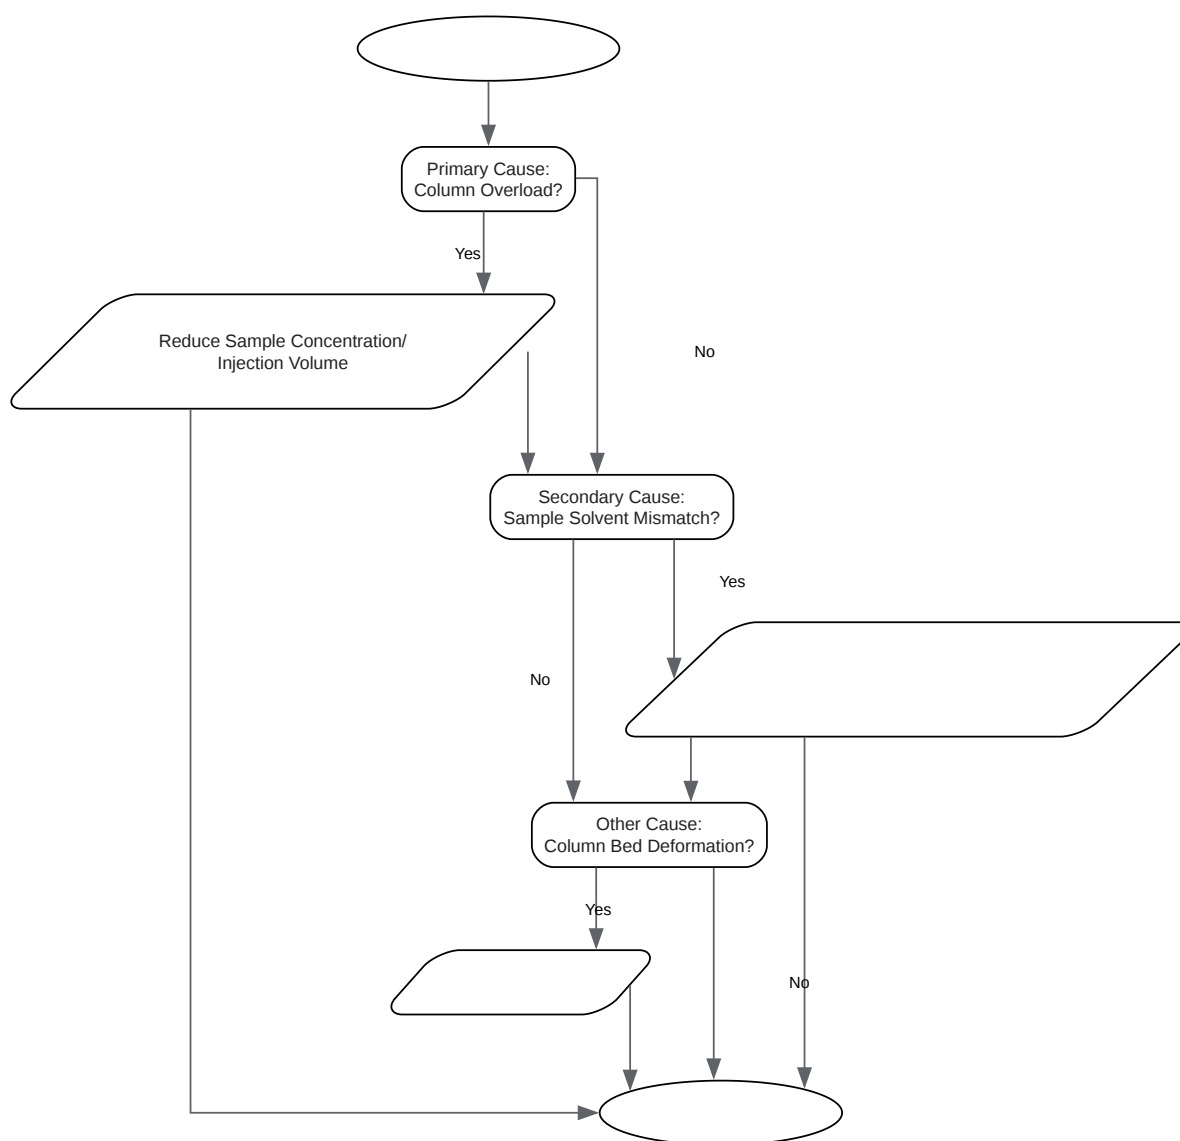 Primary Cause:
Column Overload?
Yes
Reduce Sample Concentration/
Injection Volume
No
Secondary Cause:
Sample Solvent Mismatch?
Yes
No
Other Cause:
Column Bed Deformation?
Yes
No